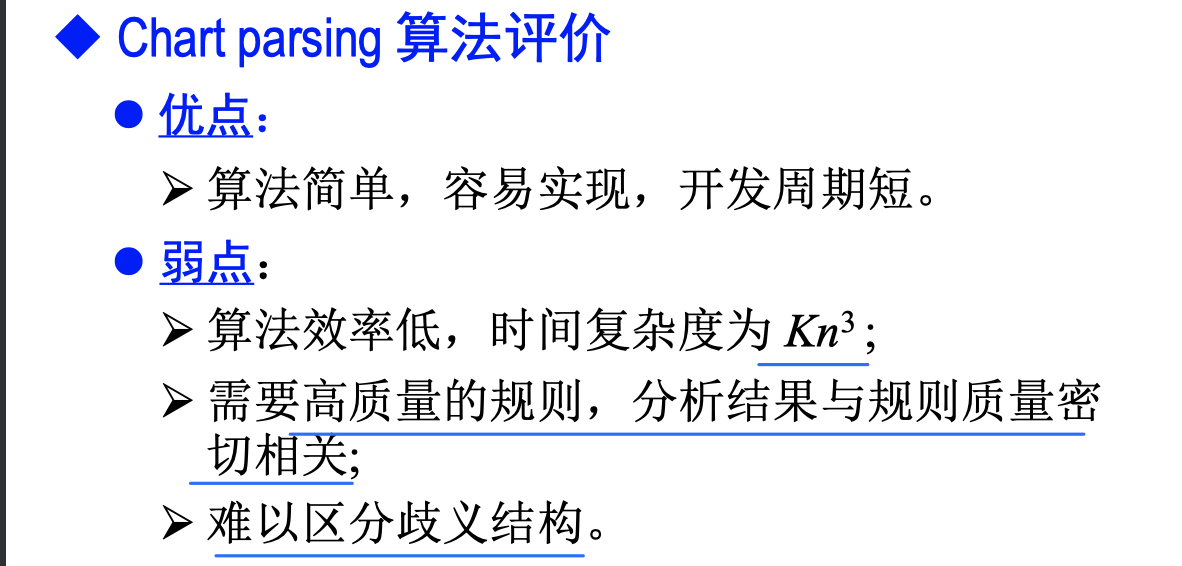 ◆ Chart parsing 算法评价
● 优点：
➢ 算法简单，容易实现，开发周期短。
● 弱点：
➢ 算法效率低，时间复杂度为 Kn³ ;
➢ 需要高质量的规则，分析结果与规则质量密
切相关;
➢ 难以区分歧义结构。